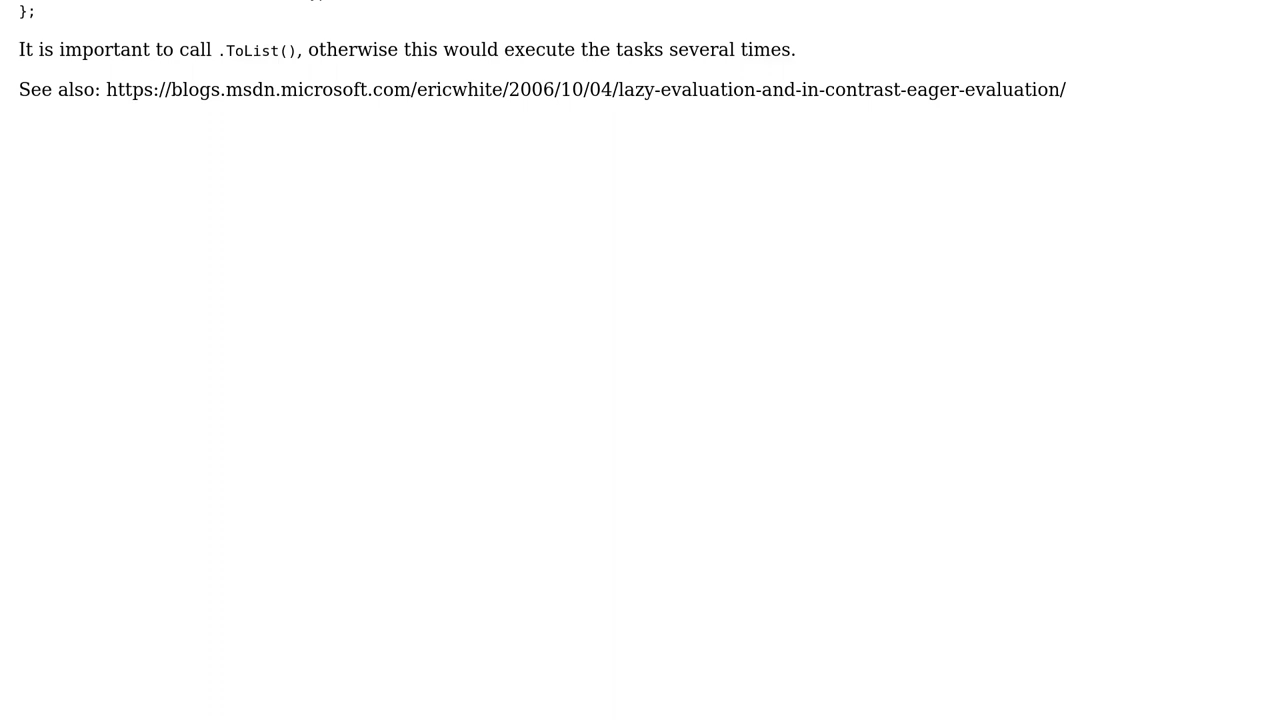 };
It is important to call .ToList(), otherwise this would execute the tasks several times.
See also: https://blogs.msdn.microsoft.com/ericwhite/2006/10/04/lazy-evaluation-and-in-contrast-eager-evaluation/